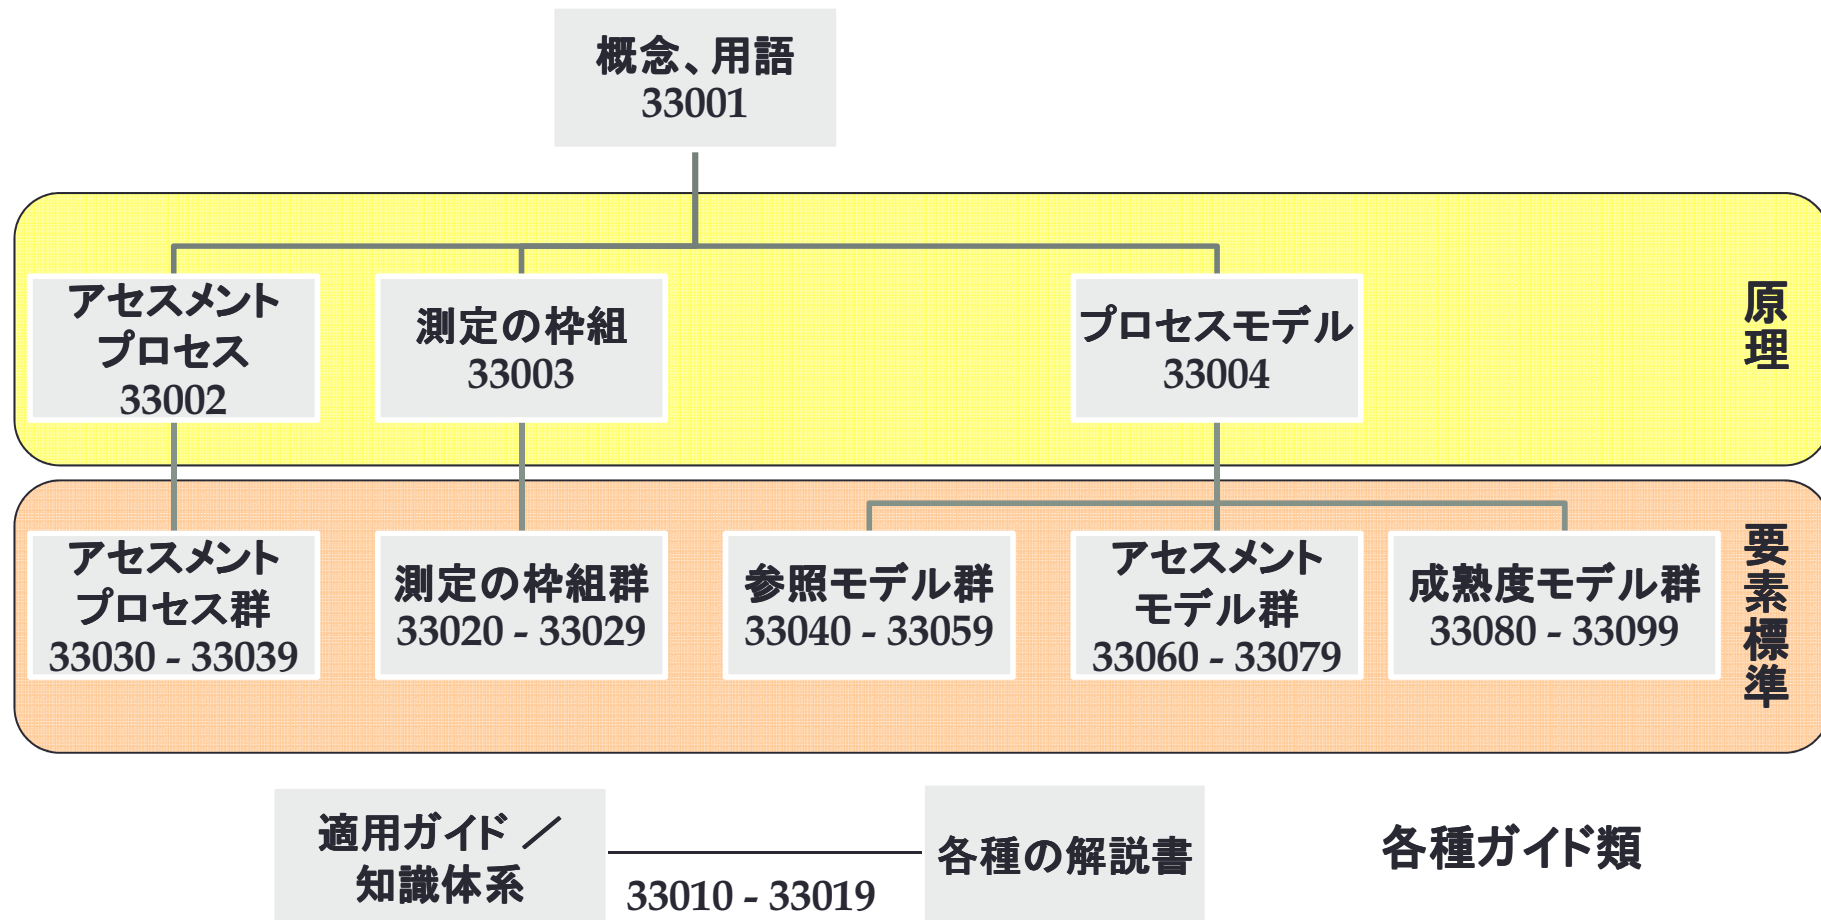 概念、用語
33001
アセスメント
プロセス
33002
測定の枠組
33003
プロセスモデル
33004
原理
アセスメント
プロセス群
33030 - 33039
測定の枠組群
33020 - 33029
参照モデル群
33040 - 33059
アセスメント
モデル群
33060 - 33079
成熟度モデル群
33080 - 33099
要素標準
適用ガイド ／
知識体系
33010 - 33019
各種の解説書
各種ガイド類